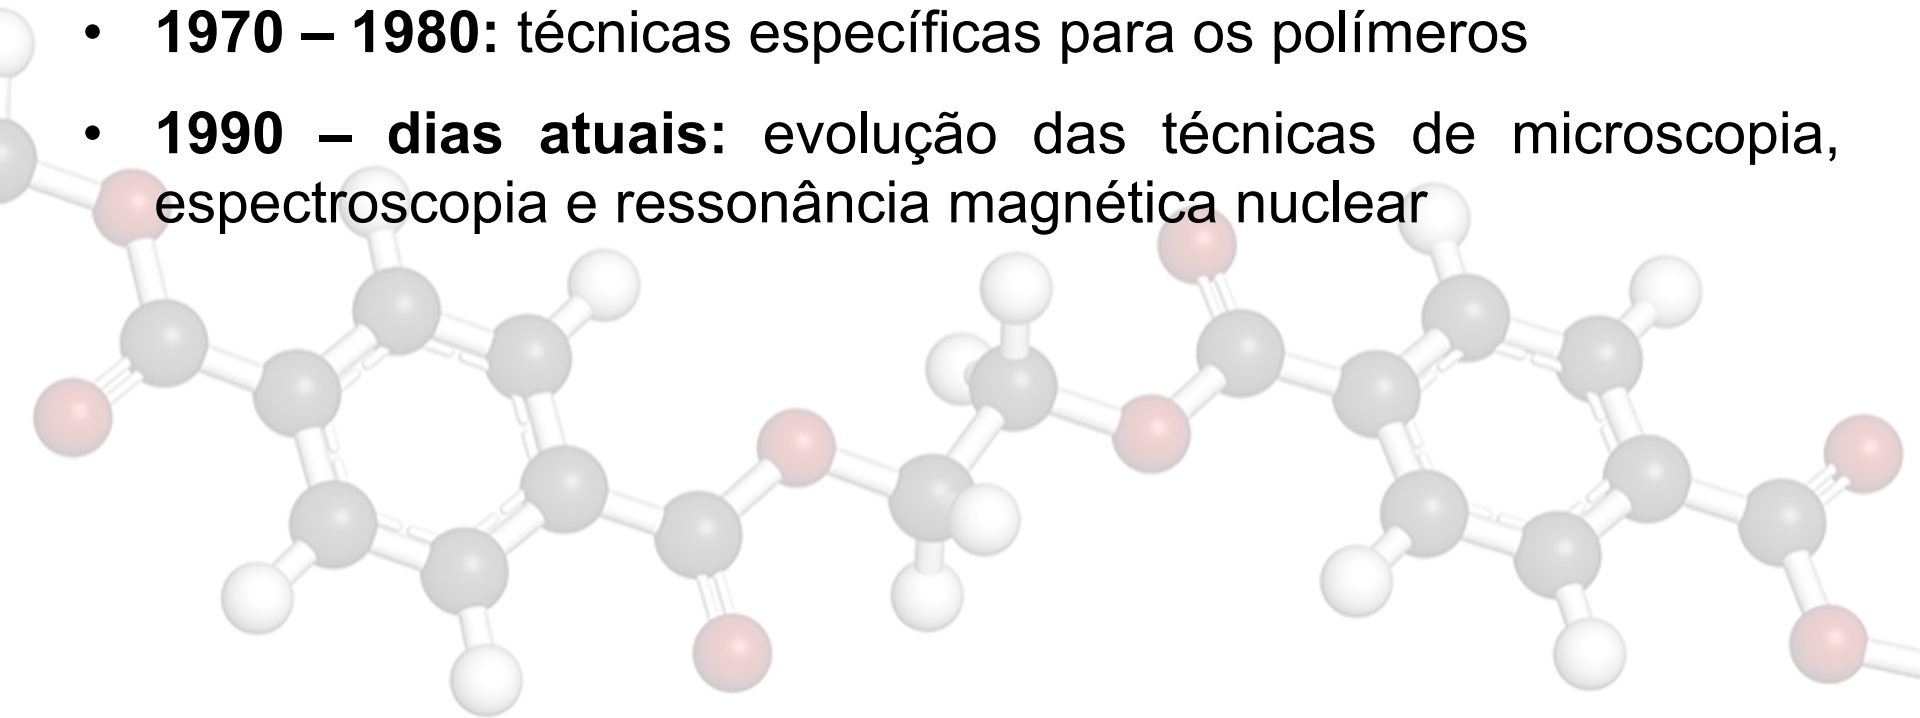 • 1970 – 1980: técnicas específicas para os polímeros
• 1990 – dias atuais: evolução das técnicas de microscopia,
espectroscopia e ressonância magnética nuclear